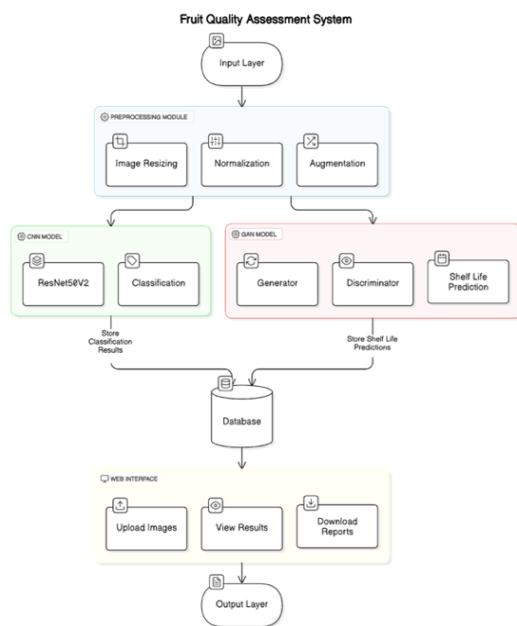 Fruit Quality Assessment System
Input Layer
PREPROCESSING MODULE
Image Resizing
Normalization
Augmentation
CNN MODEL
ResNet50V2
Classification
GAN MODEL
Generator
Discriminator
Shelf Life
Prediction
Store
Classification
Results
Store Shelf Life
Predictions
Database
WEB INTERFACE
Upload Images
View Results
Download
Reports
Output Layer